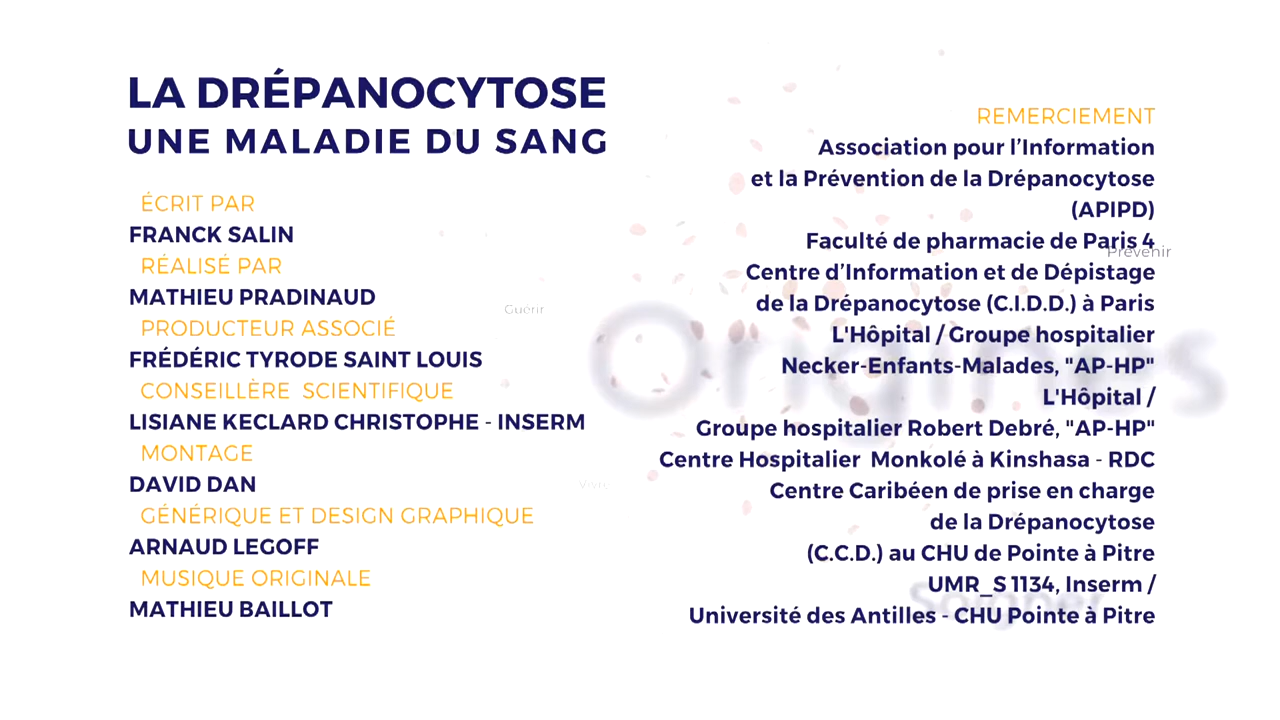 LA DRÉPANOCYTOSE
UNE MALADIE DU SANG
ÉCRIT PAR
FRANCK SALIN
RÉALISÉ PAR
MATHIEU PRADINAUD
PRODUCTEUR ASSOCIÉ
FRÉDÉRIC TYRODE SAINT LOUIS
CONSEILLÈRE SCIENTIFIQUE
LISIANE KECLARD CHRISTOPHE - INSERM
MONTAGE
DAVID DAN
GÉNÉRIQUE ET DESIGN GRAPHIQUE
ARNAUD LEGOFF
MUSIQUE ORIGINALE
MATHIEU BAILLOT
REMERCIEMENT
Association pour l'Information
et la Prévention de la Drépanocytose
(APIPD)
Faculté de pharmacie de Paris 4
Centre d'Information et de Dépistage
de la Drépanocytose (C.I.D.D.) à Paris
L'Hôpital / Groupe hospitalier
Necker-Enfants-Malades, "AP-HP"
L'Hôpital /
Groupe hospitalier Robert Debré, "AP-HP"
Centre Hospitalier Monkolé à Kinshasa - RDC
Centre Caribéen de prise en charge
de la Drépanocytose
(C.C.D.) au CHU de Pointe à Pitre
UMR_S 1134, Inserm /
Université des Antilles - CHU Pointe à Pitre
Prévenir
Guérir
Origines
Vivre
Soigner